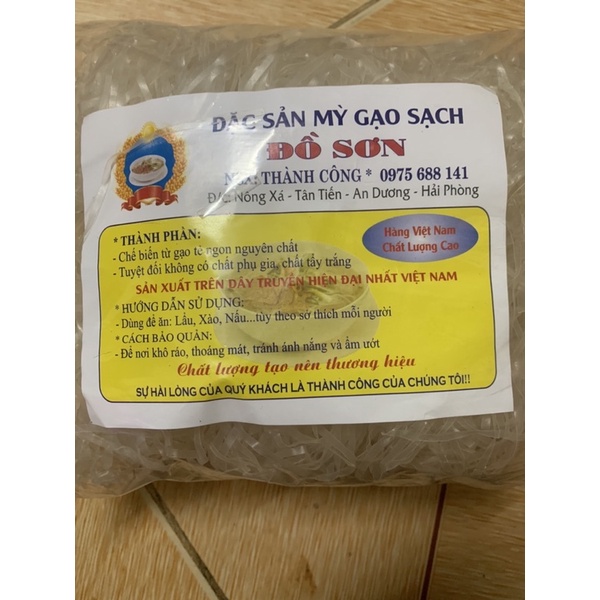 ĐẶC SẢN MỲ GẠO SẠCH
ĐỒ SƠN
THÀNH CÔNG * 0975 688 141
Đ/c: Nông Xá - Tân Tiến - An Dương - Hải Phòng
* THÀNH PHẦN:
- Chế biến từ gạo tẻ ngon nguyên chất
- Tuyệt đối không có chất phụ gia, chất tẩy trắng
Hàng Việt Nam
Chất Lượng Cao
SẢN XUẤT TRÊN DÂY TRUYỀN HIỆN ĐẠI NHẤT VIỆT NAM
* HƯỚNG DẪN SỬ DỤNG:
- Dùng để ăn: Lẩu, Xào, Nấu...tùy theo sở thích mỗi người
* CÁCH BẢO QUẢN:
- Để nơi khô ráo, thoáng mát, tránh ánh nắng và ẩm ướt
Chất lượng tạo nên thương hiệu
SỰ HÀI LÒNG CỦA QUÝ KHÁCH LÀ THÀNH CÔNG CỦA CHÚNG TÔI!!